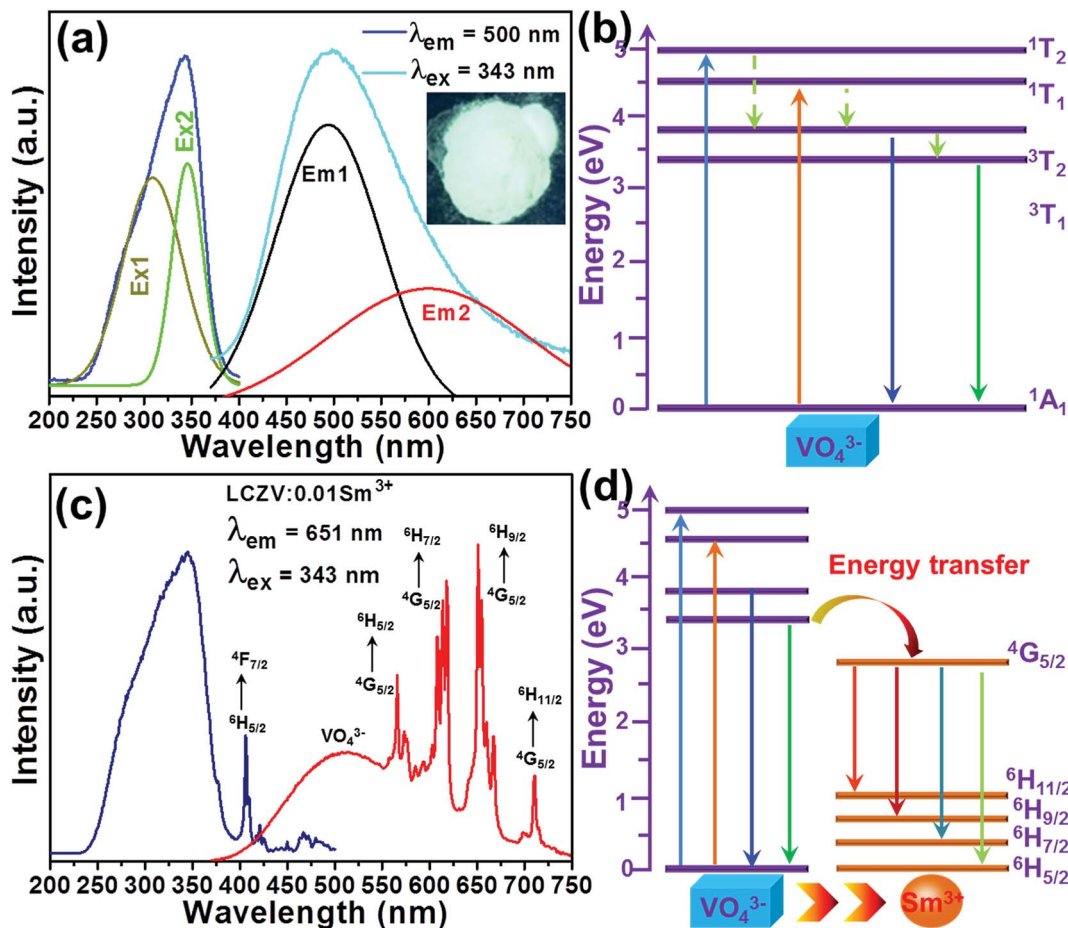 (a)
λem = 500 nm
λex = 343 nm
Ex1
Ex2
Em1
Em2
Intensity (a.u.)
200 250 300 350 400 450 500 550 600 650 700 750
Wavelength (nm)
(b)
Energy (eV)
5
4
3
2
1
0
¹T₂
¹T₁
³T₂
³T₁
¹A₁
VO₄³⁻
(c)
LCZV:0.01Sm³⁺
λem = 651 nm
λex = 343 nm
⁴F₇/₂
⁶H₅/₂
VO₄³⁻
⁶H₅/₂
⁴G₅/₂
⁶H₇/₂
⁴G₅/₂
⁶H₉/₂
⁴G₅/₂
⁶H₁₁/₂
⁴G₅/₂
Intensity (a.u.)
200 250 300 350 400 450 500 550 600 650 700 750
Wavelength (nm)
(d)
Energy (eV)
5
4
3
2
1
0
Energy transfer
⁴G₅/₂
⁶H₁₁/₂
⁶H₉/₂
⁶H₇/₂
⁶H₅/₂
VO₄³⁻
Sm³⁺